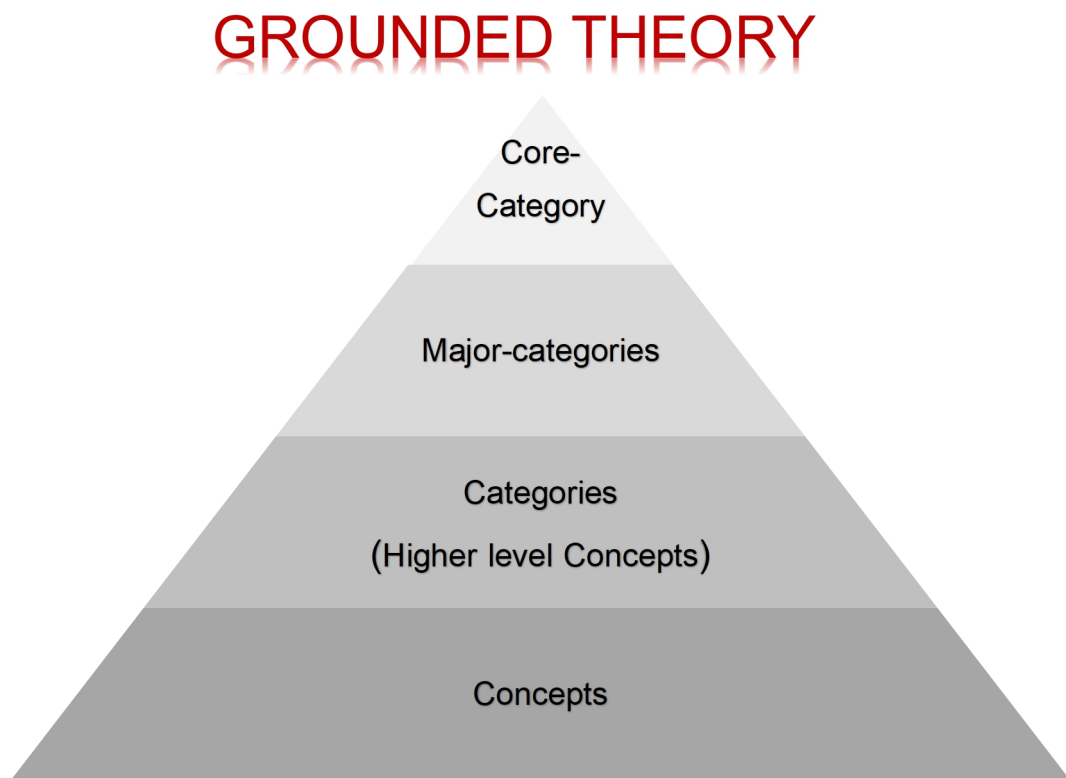 GROUNDED THEORY
Core-
Category
Major-categories
Categories
(Higher level Concepts)
Concepts